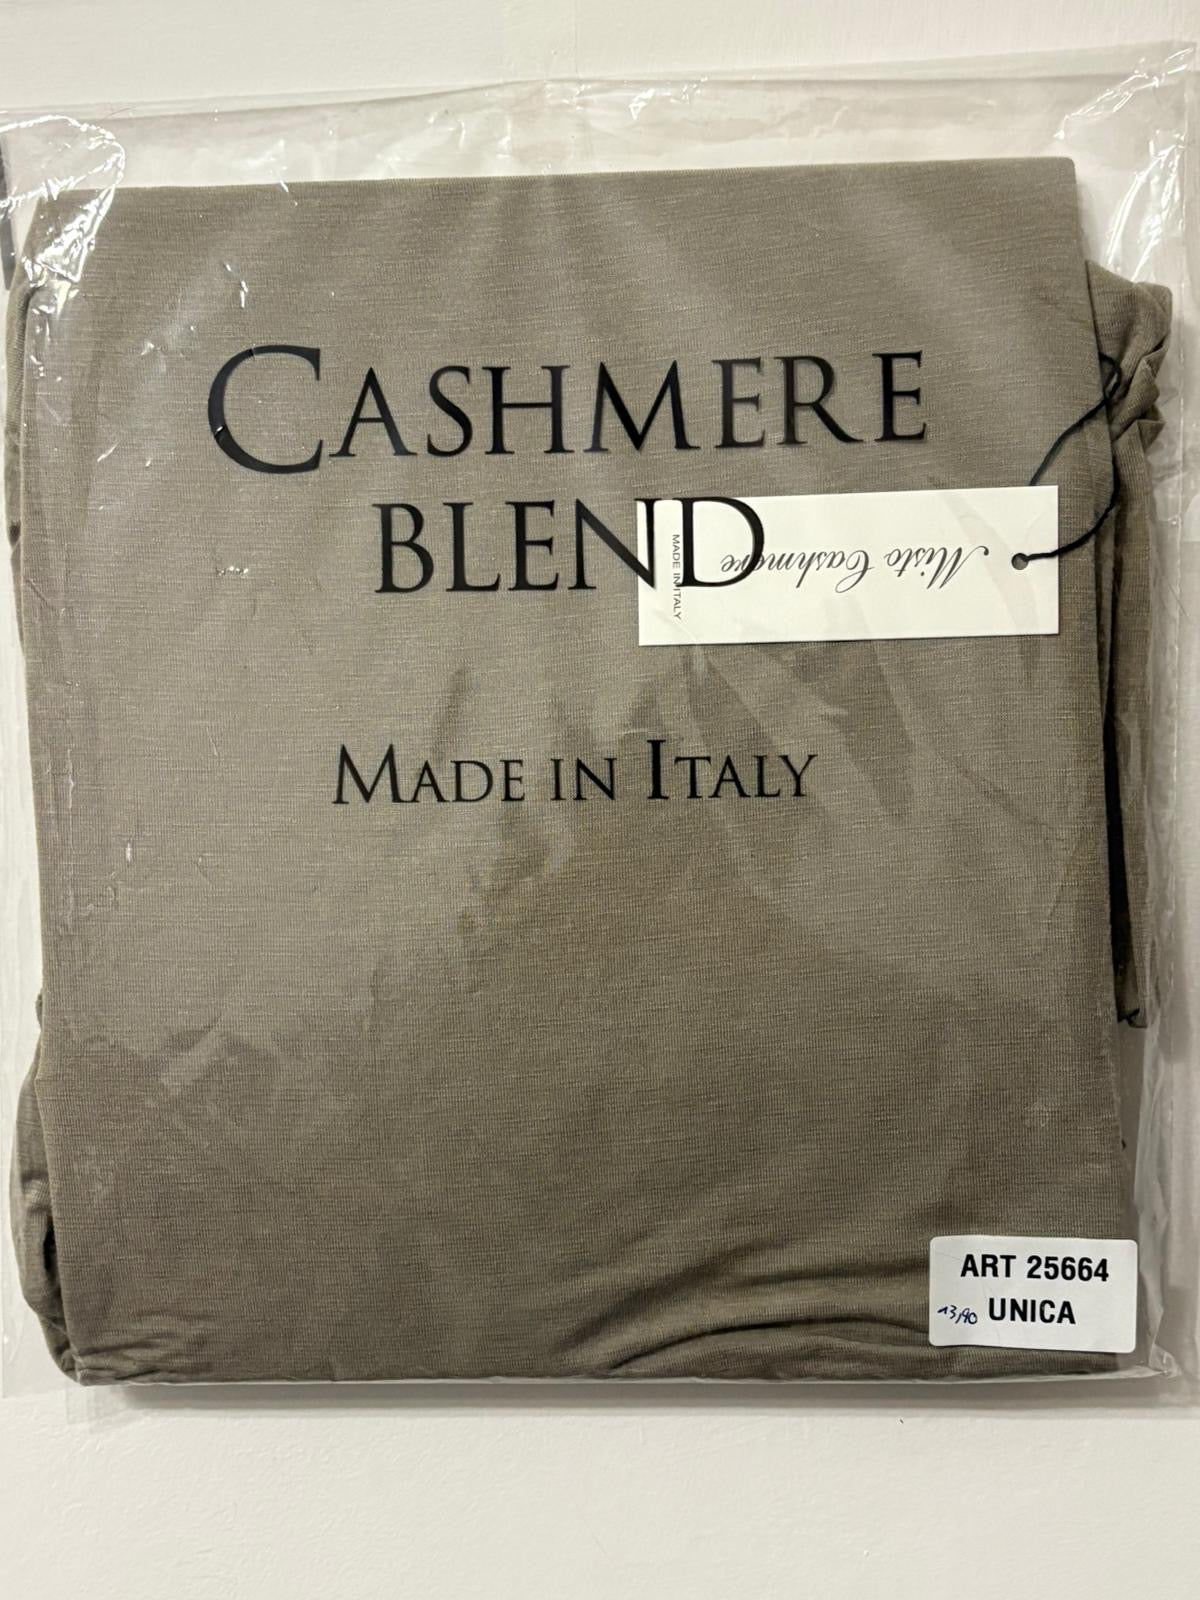 CASHMERE
BLEND
Misto Cashmere
MADE IN ITALY
MADE IN ITALY
ART 25664
13,90 UNICA